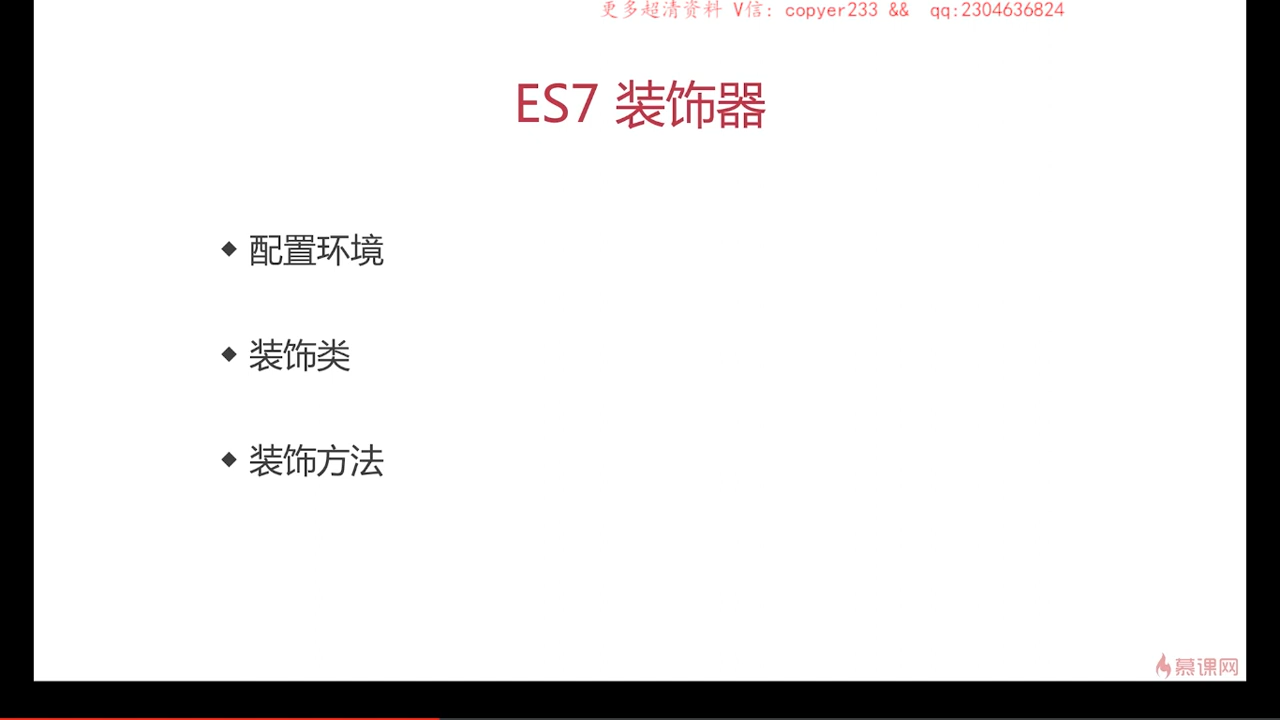 更多超清资料 V信: copyer233 && qq:2304636824
ES7 装饰器
◆ 配置环境
◆ 装饰类
◆ 装饰方法
慕课网